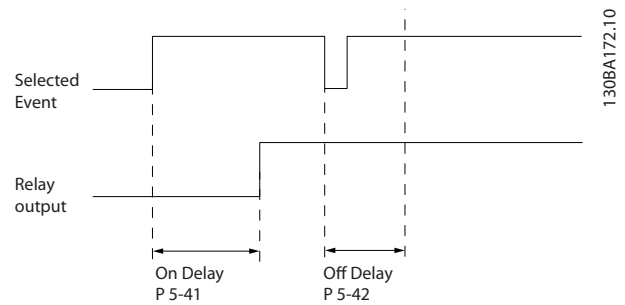 130BA172.10
Selected
Event
Relay
output
On Delay
P 5-41
Off Delay
P 5-42